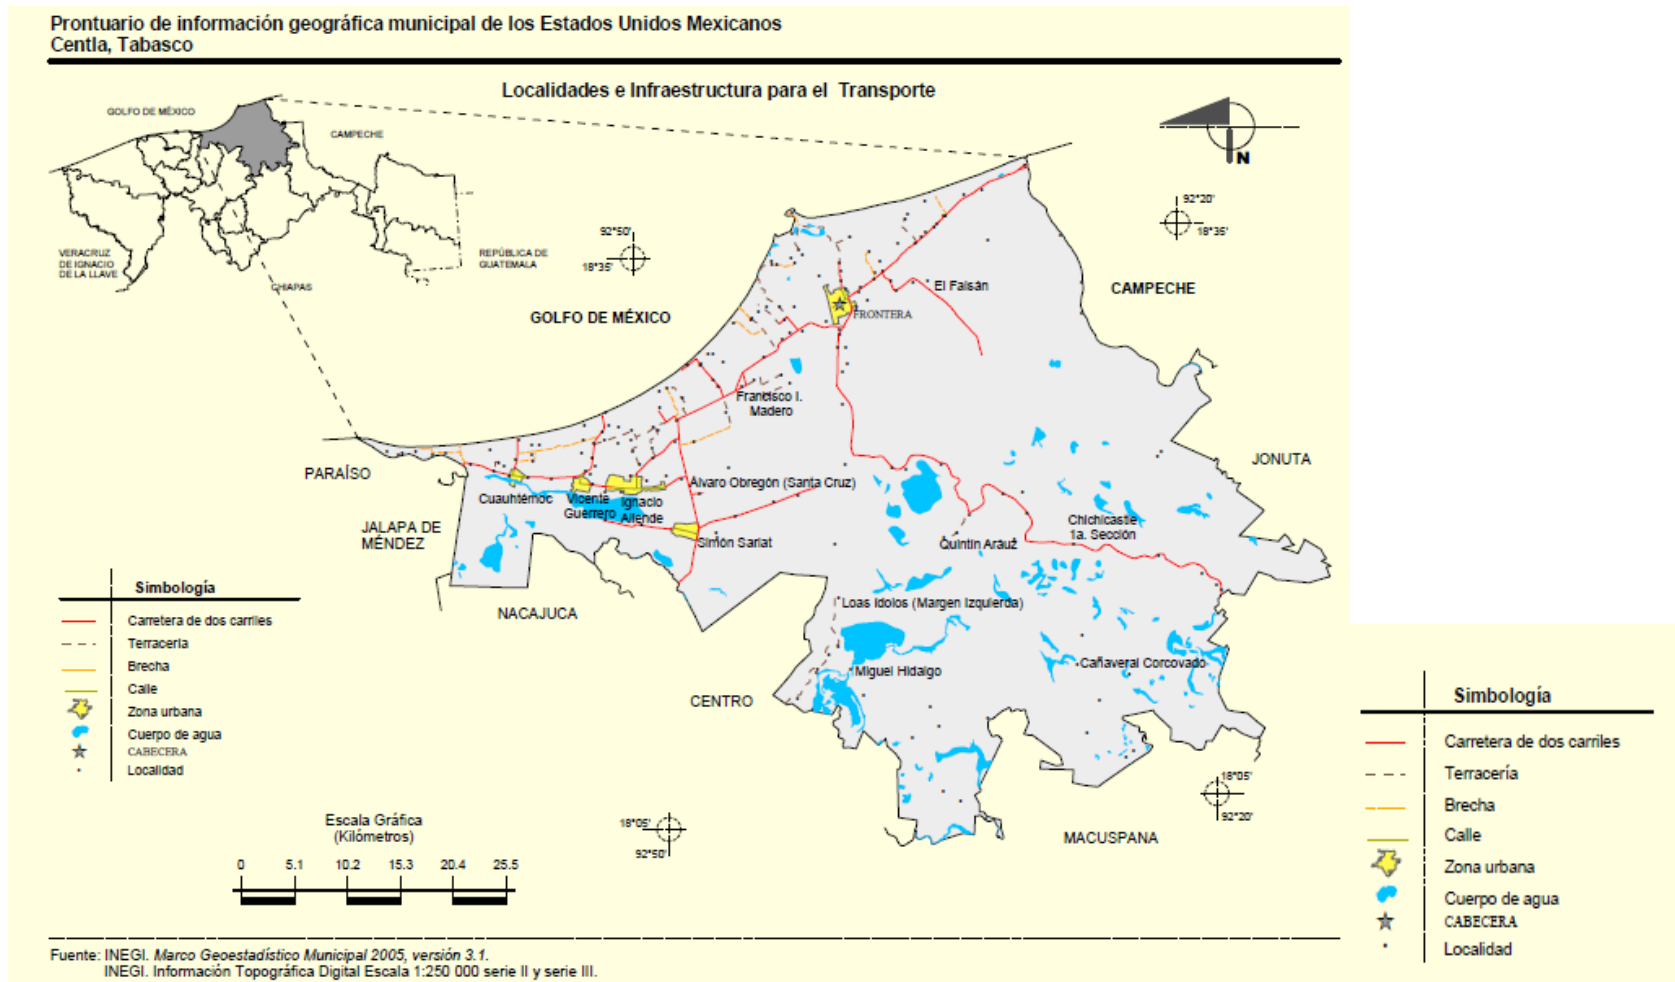 Prontuario de información geográfica municipal de los Estados Unidos Mexicanos
Centla, Tabasco
Localidades e Infraestructura para el Transporte
GOLFO DE MÉXICO
CAMPECHE
VERACRUZ
DE IGNACIO
DE LA LLAVE
REPÚBLICA DE
GUATEMALA
CHIAPAS
N
92°20'
18°35'
92°50'
18°35'
GOLFO DE MÉXICO
CAMPECHE
El Faisán
FRONTERA
Francisco I.
Madero
PARAÍSO
JONUTA
Cuauhtémoc
Vicente
Guerrero
Ignacio
Allende
Álvaro Obregón (Santa Cruz)
JALAPA DE
MÉNDEZ
Simón Sarlat
Quintín Aráuz
Chichicastle
1a. Sección
NACAJUCA
Loas Idolos (Margen Izquierda)
Miguel Hidalgo
Cañaveral Corcovado
CENTRO
MACUSPANA
18°05'
92°20'
18°05'
92°50'
Simbología
Carretera de dos carriles
Terracería
Brecha
Calle
Zona urbana
Cuerpo de agua
CABECERA
Localidad
Escala Gráfica
(Kilómetros)
0 5.1 10.2 15.3 20.4 25.5
Simbología
Carretera de dos carriles
Terracería
Brecha
Calle
Zona urbana
Cuerpo de agua
CABECERA
Localidad
Fuente: INEGI. Marco Geoestadístico Municipal 2005, versión 3.1.
INEGI. Información Topográfica Digital Escala 1:250 000 serie II y serie III.